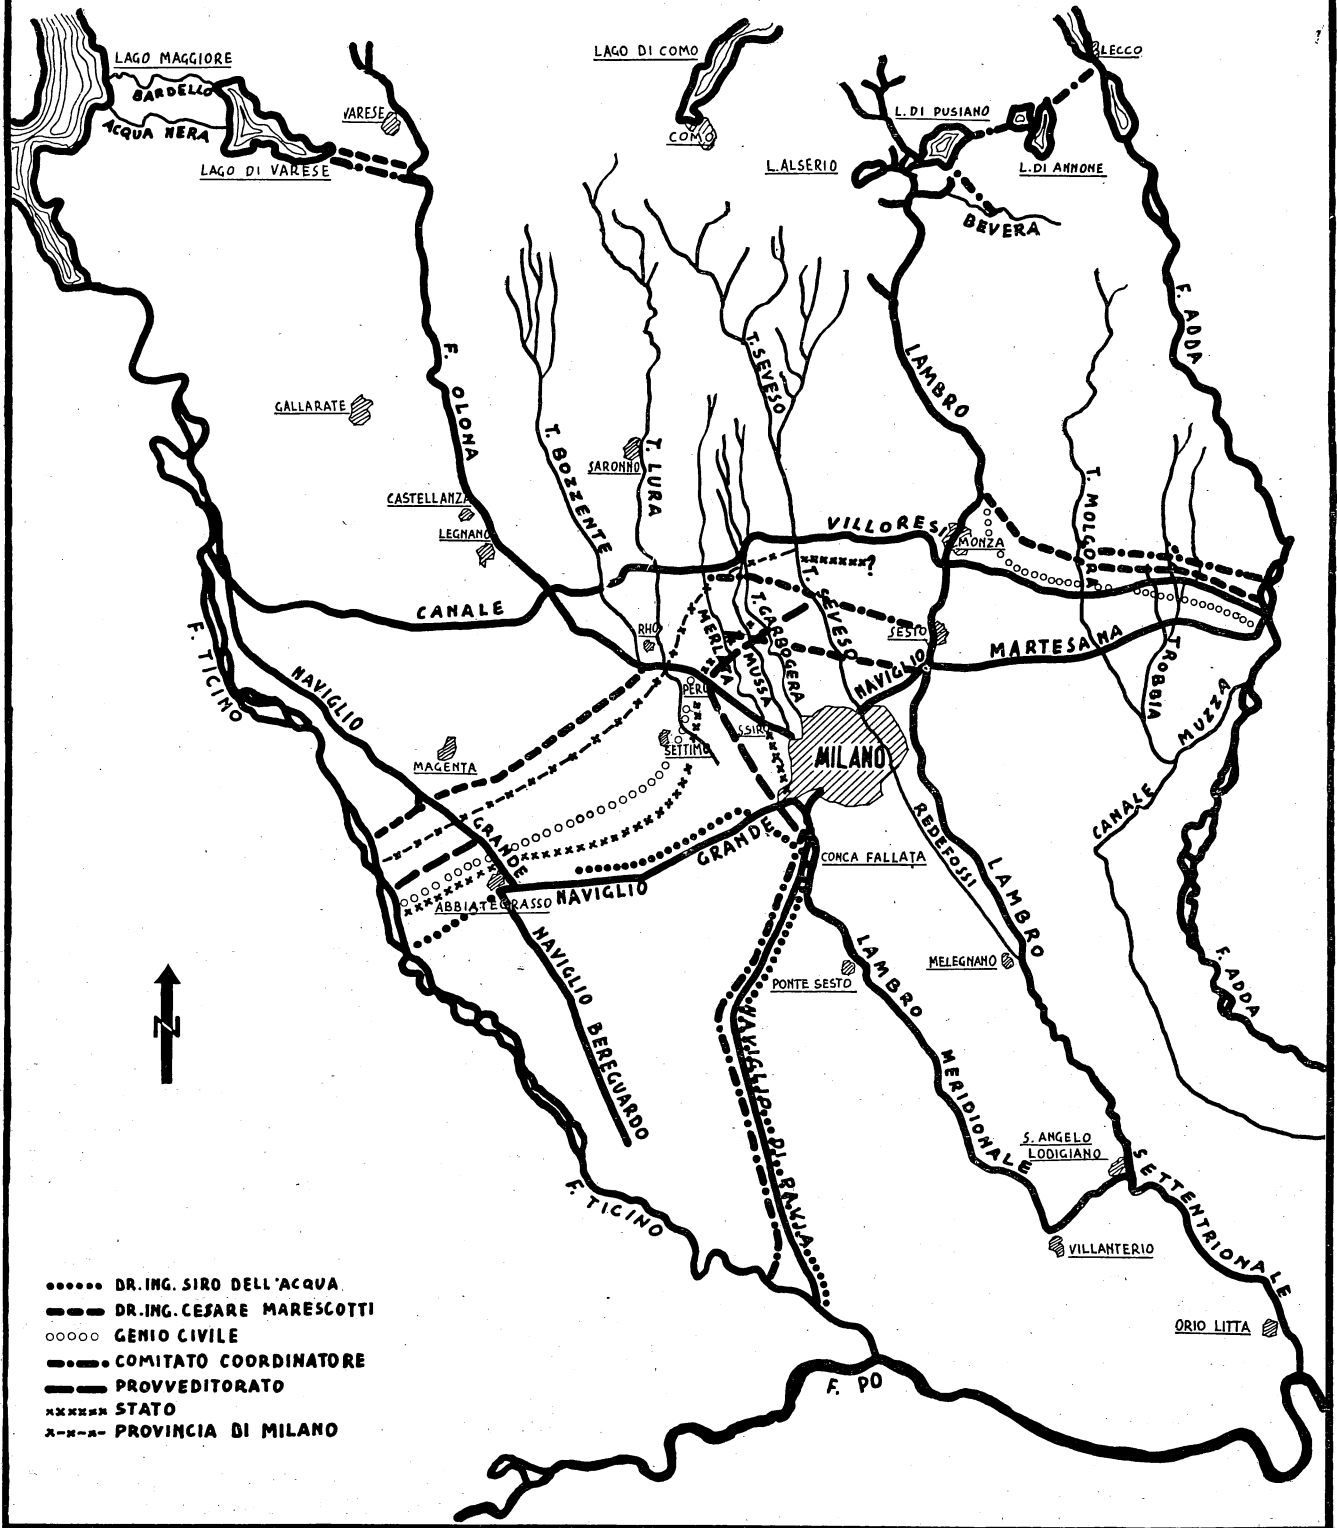 LAGO MAGGIORE
BARDELLO
ACQUA NERA
LAGO DI VARESE
VARESE
LAGO DI COMO
COMO
LECCO
L. DI PUSIANO
L. ALSERIO
L. DI ANNONE
BEVERA
F. ADDA
F. OLONA
GALLARATE
T. SEVESO
LAMBRO
T. BOZZENTE
SARONNO
T. LURA
CASTELLANZA
LEGNANO
VILLORESI
MONZA
T. MOLGORA
CANALE
T. SEVESO
T. GARBOGERA
MERLATA
MUSSA
?
RHO
SESTO
NAVIGLIO
MARTESANA
TROBBIA
MUZZA
CANALE
F. TICINO
NAVIGLIO
GRANDE
PERO
S SIRO
SETTIMO
MAGENTA
MILANO
GRANDE
NAVIGLIO
ABBIATEGRASSO
CONCA FALLATA
REDEFOSSI
LAMBRO
NAVIGLIO BEREGUARDO
PONTE SESTO
LAMBRO
MERIDIONALE
MELEGNANO
F. ADDA
N
NAVIGLIO DI PAVIA
S. ANGELO
LODIGIANO
SETTENTRIONALE
F. TICINO
VILLANTERIO
ORIO LITTA
F. PO
DR. ING. SIRO DELL'ACQUA
DR. ING. CESARE MARESCOTTI
GENIO CIVILE
COMITATO COORDINATORE
PROVVEDITORATO
STATO
PROVINCIA DI MILANO